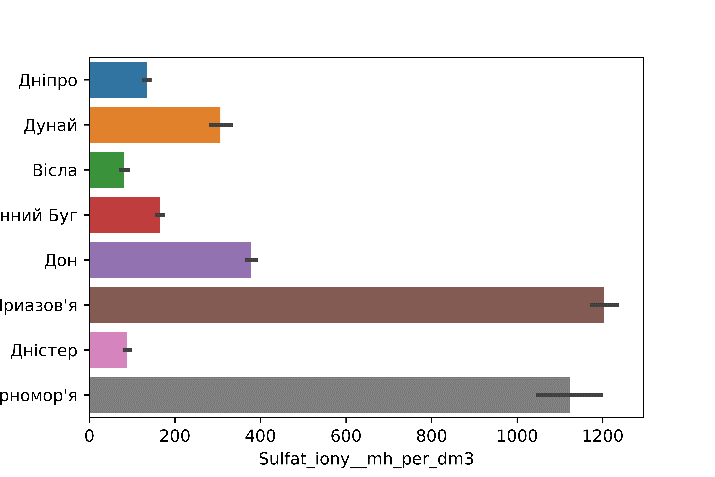 Дніпро
Дунай
Вісла
нний Буг
Дон
риазов'я
Дністер
рномор'я
0 200 400 600 800 1000 1200
Sulfat_iony__mh_per_dm3